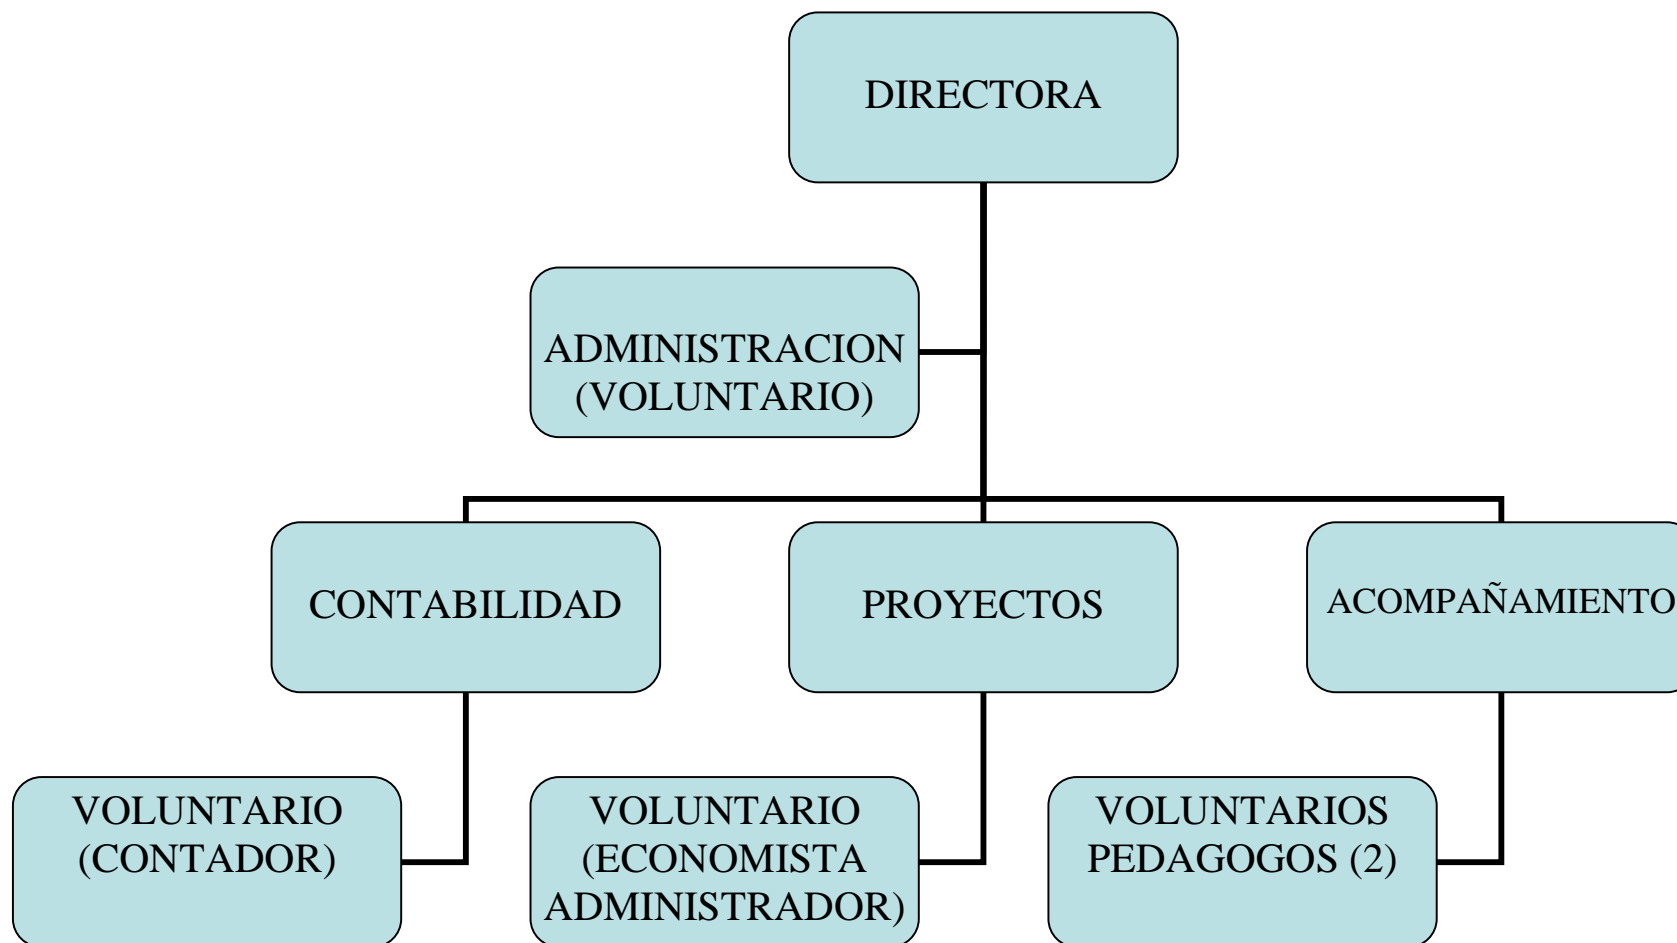 DIRECTORA
ADMINISTRACION
(VOLUNTARIO)
CONTABILIDAD
PROYECTOS
ACOMPAÑAMIENTO
VOLUNTARIO
(CONTADOR)
VOLUNTARIO
(ECONOMISTA
ADMINISTRADOR)
VOLUNTARIOS
PEDAGOGOS (2)